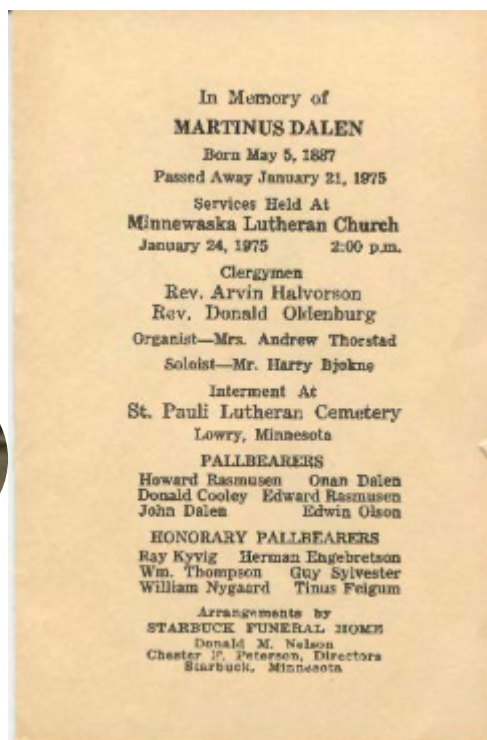 In Memory of
MARTINUS DALEN
Born May 5, 1887
Passed Away January 21, 1975
Services Held At
Minnewaska Lutheran Church
January 24, 1975 2:00 p.m.
Clergymen
Rev. Arvin Halvorson
Rev. Donald Oldenburg
Organist—Mrs. Andrew Thorstad
Soloist—Mr. Harry Bjokne
Interment At
St. Pauli Lutheran Cemetery
Lowry, Minnesota
PALLBEARERS
Howard Rasmusen Onan Dalen
Donald Cooley Edward Rasmusen
John Dalen Edwin Olson
HONORARY PALLBEARERS
Ray Kyvig Herman Engebretson
Wm. Thompson Guy Sylvester
William Nygaard Tinus Feigum
Arrangements by
STARBUCK FUNERAL HOME
Donald M. Nelson
Chester F. Peterson, Directors
Starbuck, Minnesota